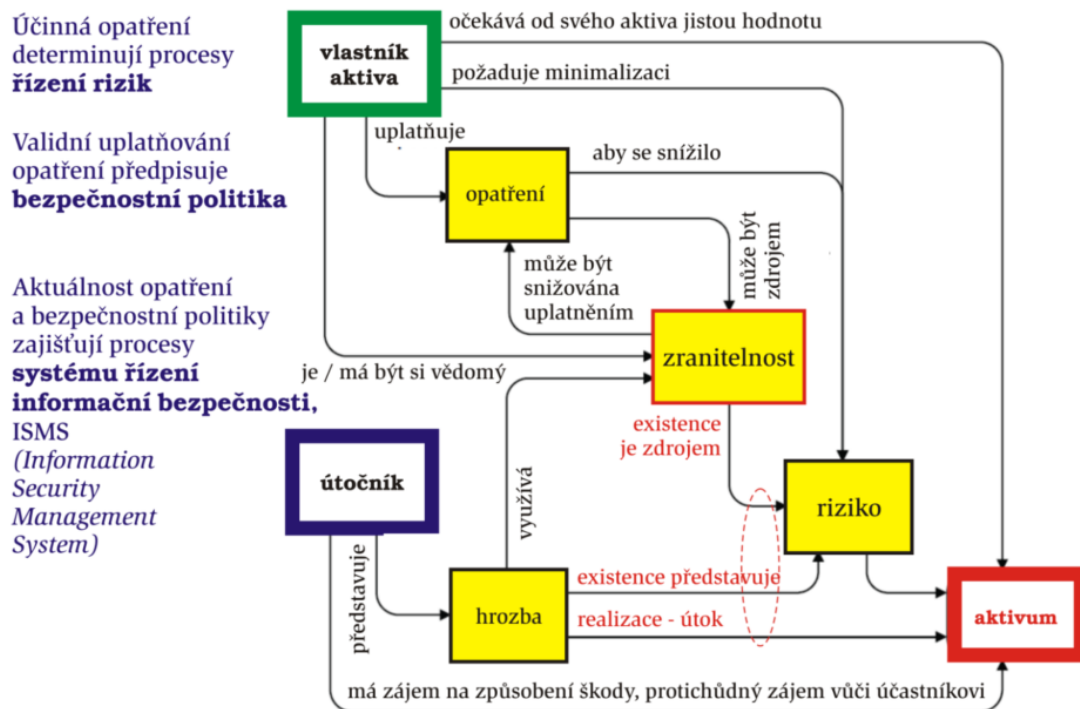 Účinná opatření
determinují procesy
řízení rizik
Validní uplatňování
opatření předpisuje
bezpečnostní politika
Aktuálnost opatření
a bezpečnostní politiky
zajišťují procesy
systému řízení
informační bezpečnosti,
ISMS
(Information
Security
Management
System)
vlastník
aktiva
očekává od svého aktiva jistou hodnotu
požaduje minimalizaci
uplatňuje
opatření
aby se snížilo
může být
zdrojem
může být
snižována
uplatněním
zranitelnost
je / má být si vědomý
existence
je zdrojem
útočník
využívá
riziko
představuje
hrozba
existence představuje
realizace - útok
aktivum
má zájem na způsobení škody, protichůdný zájem vůči účastníkovi